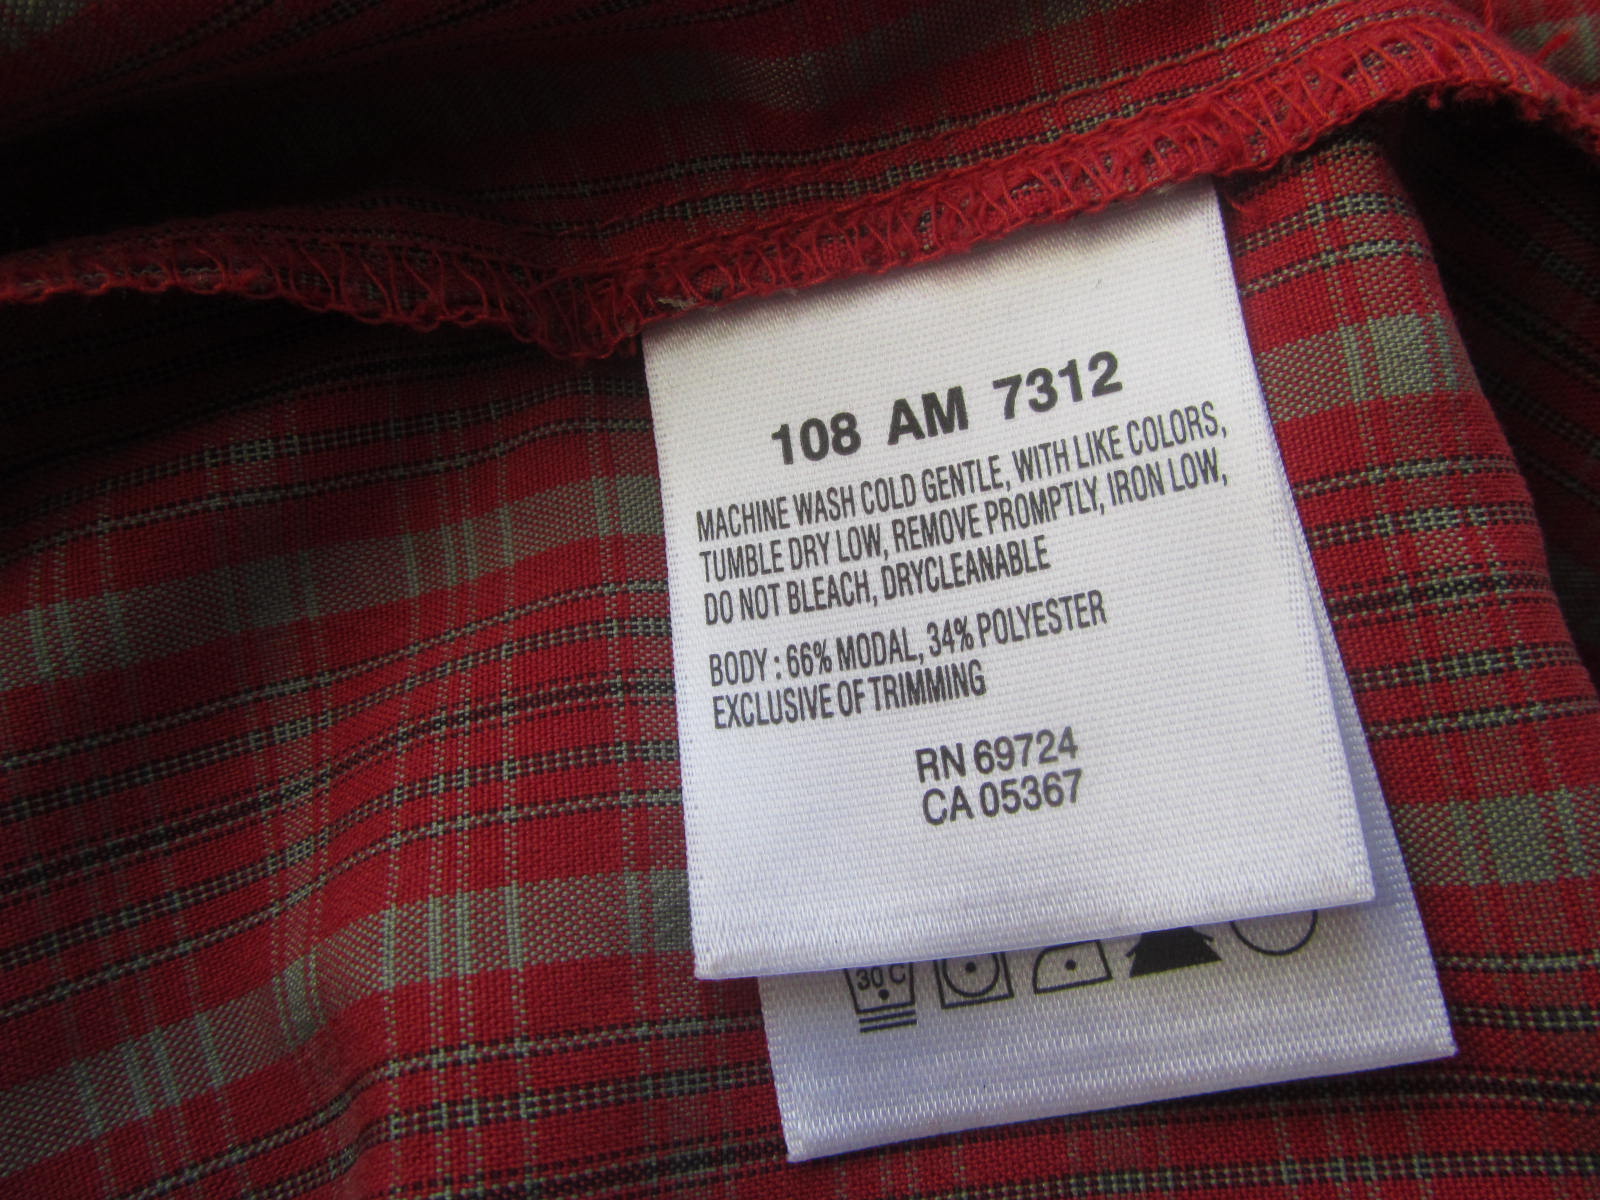 108 AM 7312
MACHINE WASH COLD GENTLE, WITH LIKE COLORS,
TUMBLE DRY LOW, REMOVE PROMPTLY, IRON LOW,
DO NOT BLEACH, DRYCLEANABLE
BODY : 66% MODAL, 34% POLYESTER
EXCLUSIVE OF TRIMMING
RN 69724
CA 05367
30 C